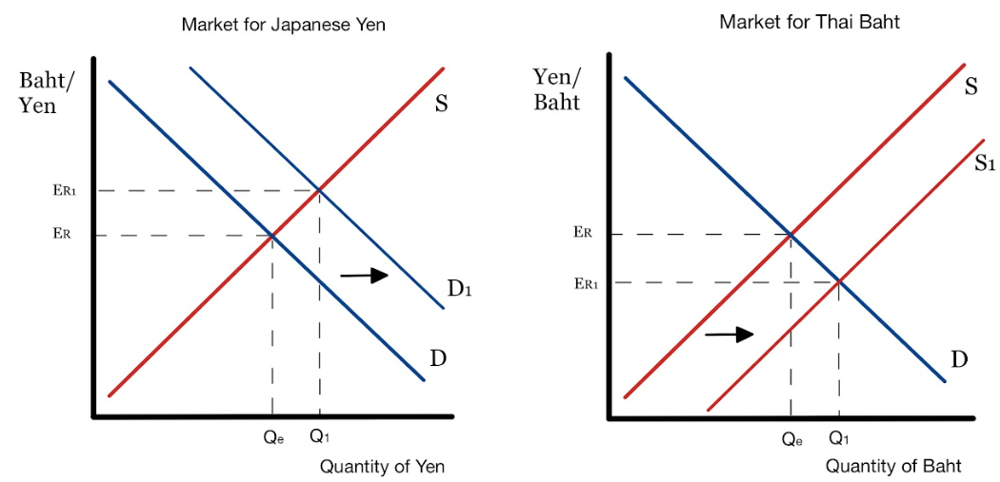 Market for Japanese Yen
Baht/
Yen
S
ER1
ER
D1
D
Qe
Q1
Quantity of Yen
Market for Thai Baht
Yen/
Baht
S
S1
ER
ER1
D
Qe
Q1
Quantity of Baht